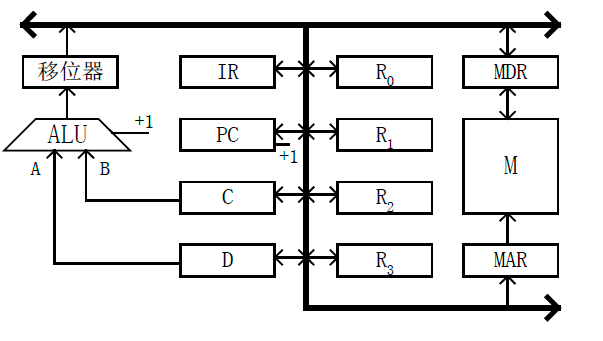 移位器
IR
R0
MDR
+1
ALU
PC
R1
+1
M
A
B
C
R2
D
R3
MAR